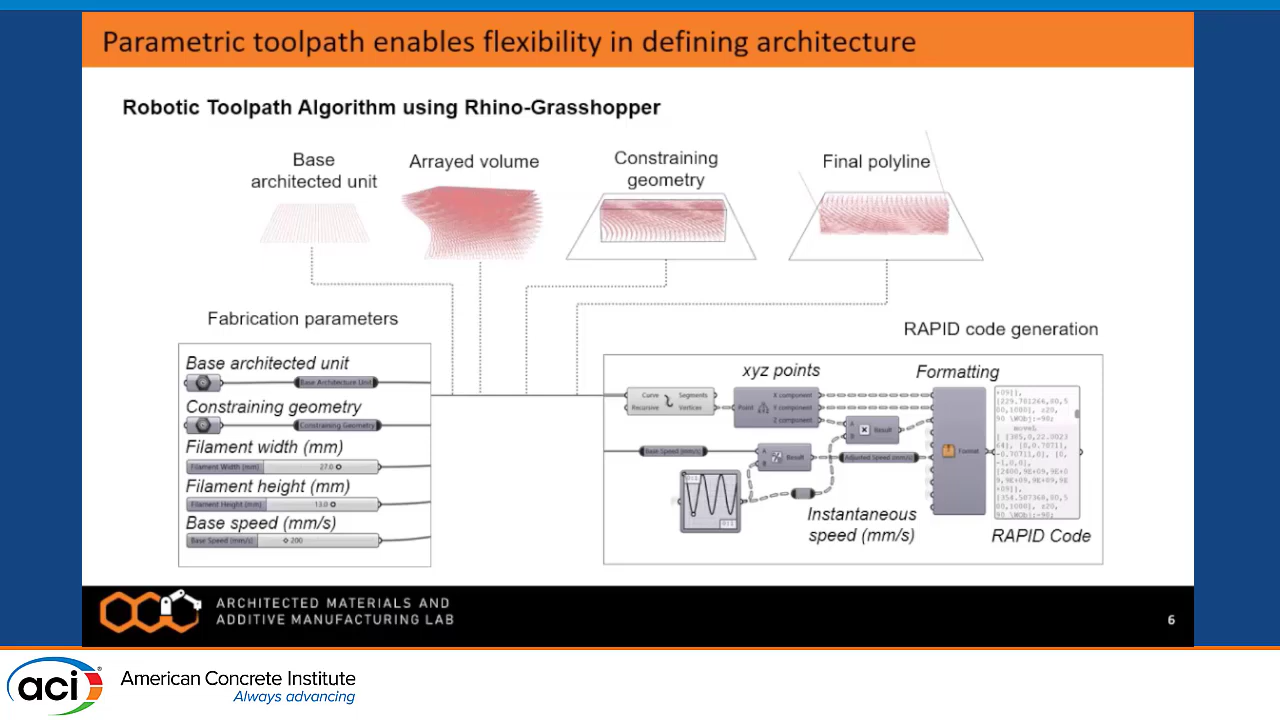 Parametric toolpath enables flexibility in defining architecture
Robotic Toolpath Algorithm using Rhino-Grasshopper
Base
architected unit
Arrayed volume
Constraining
geometry
Final polyline
Fabrication parameters
Base architected unit
Base Architecture Unit
Constraining geometry
Constraining Geometry
Filament width (mm)
Filament Width (mm)
27.0
Filament height (mm)
Filament Height (mm)
13.0
Base speed (mm/s)
Base Speed (mm/s)
200
RAPID code generation
xyz points
Formatting
Curve
Recursive
Segments
Vertices
Point
X component
Y component
Z component
A
B
Result
Base Speed (mm/s)
A
B
Result
Adjusted Speed (mm/s)
Format
Instantaneous
speed (mm/s)
RAPID Code
ARCHITECTED MATERIALS AND
ADDITIVE MANUFACTURING LAB
6
aci
American Concrete Institute
Always advancing